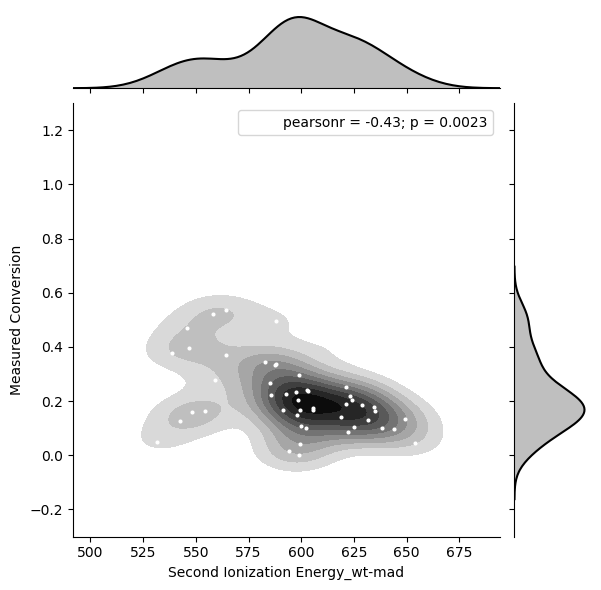 pearsonr = -0.43; p = 0.0023
1.2
1.0
0.8
0.6
0.4
0.2
0.0
−0.2
Measured Conversion
500 525 550 575 600 625 650 675
Second Ionization Energy_wt-mad